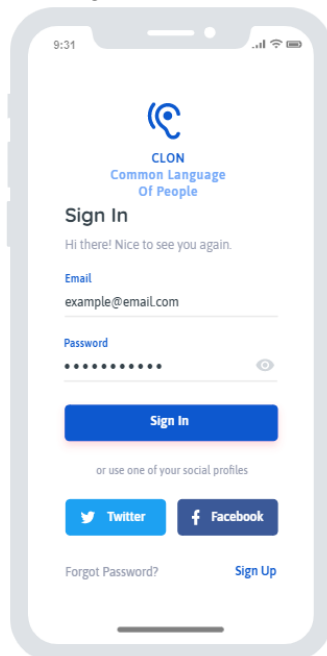 9:31
CLON
Common Language
Of People
Sign In
Hi there! Nice to see you again.
Email
example@email.com
Password
Sign In
or use one of your social profiles
Twitter
Facebook
Forgot Password?
Sign Up